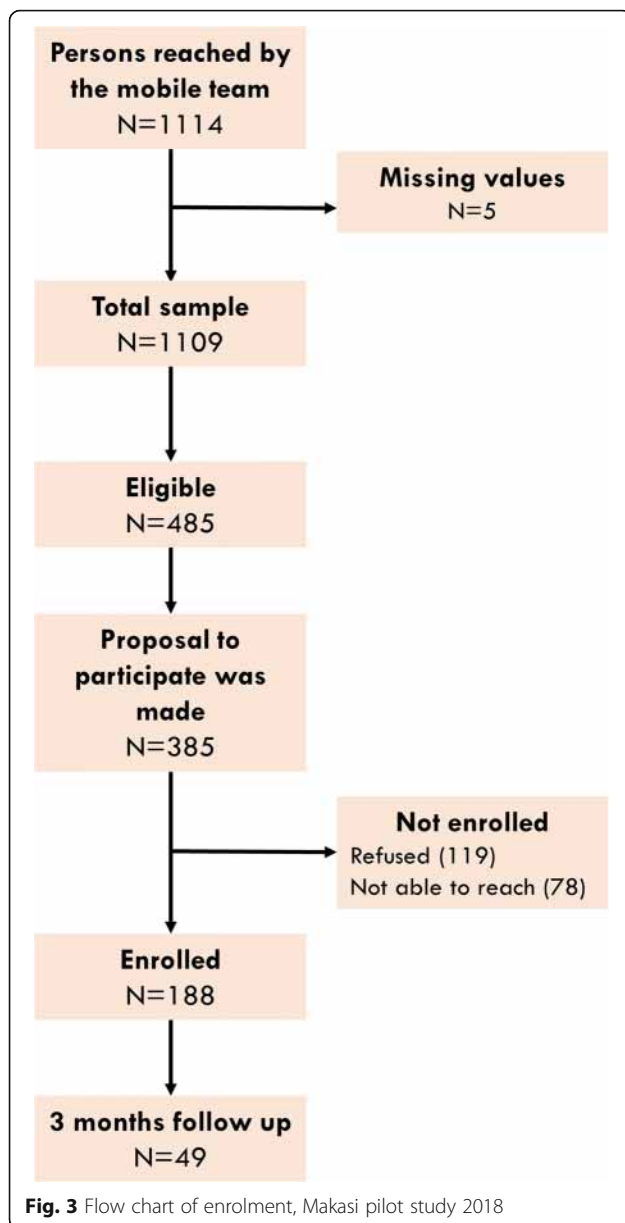 Persons reached by
the mobile team
N=1114
Missing values
N=5
Total sample
N=1109
Eligible
N=485
Proposal to
participate was
made
N=385
Not enrolled
Refused (119)
Not able to reach (78)
Enrolled
N=188
3 months follow up
N=49
Fig. 3 Flow chart of enrolment, Makasi pilot study 2018